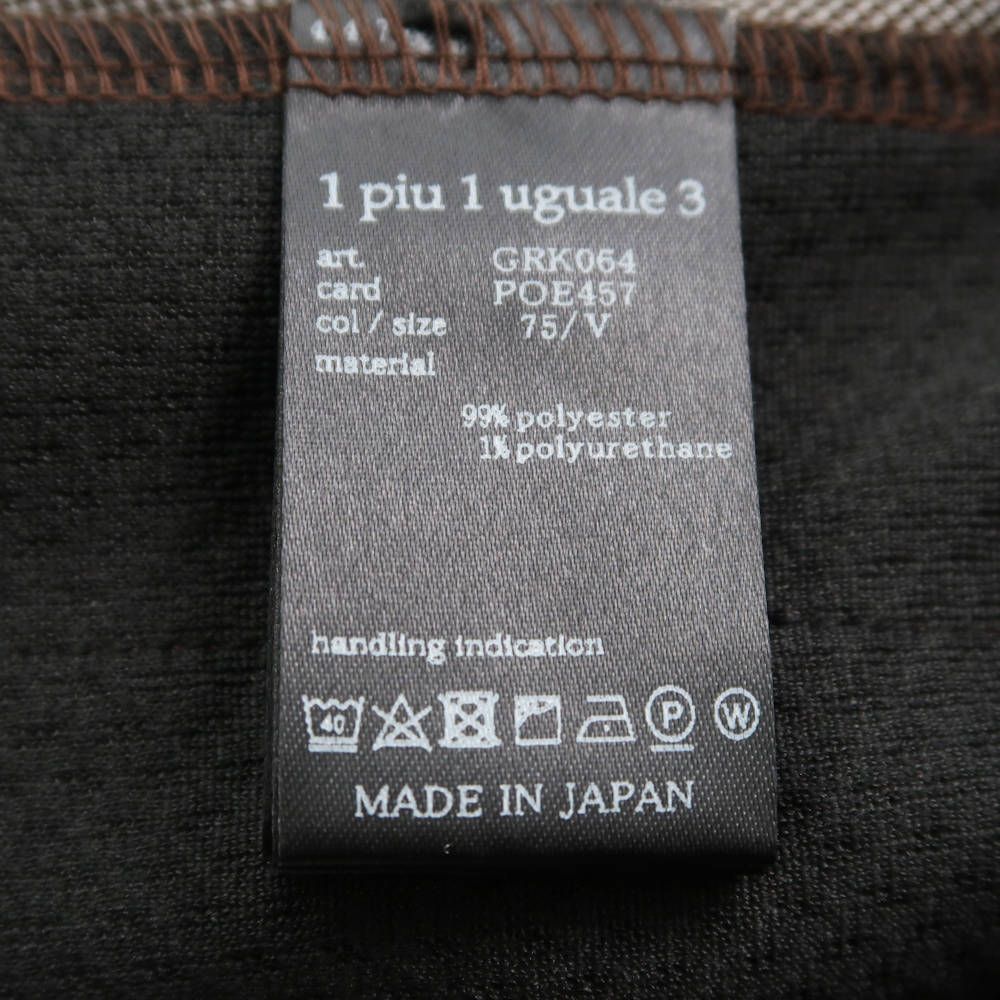 1 piu 1 uguale 3
art. GRK064
card POE457
col / size 75/V
material
99% polyester
1% polyurethane
handling indication
40 P W
MADE IN JAPAN